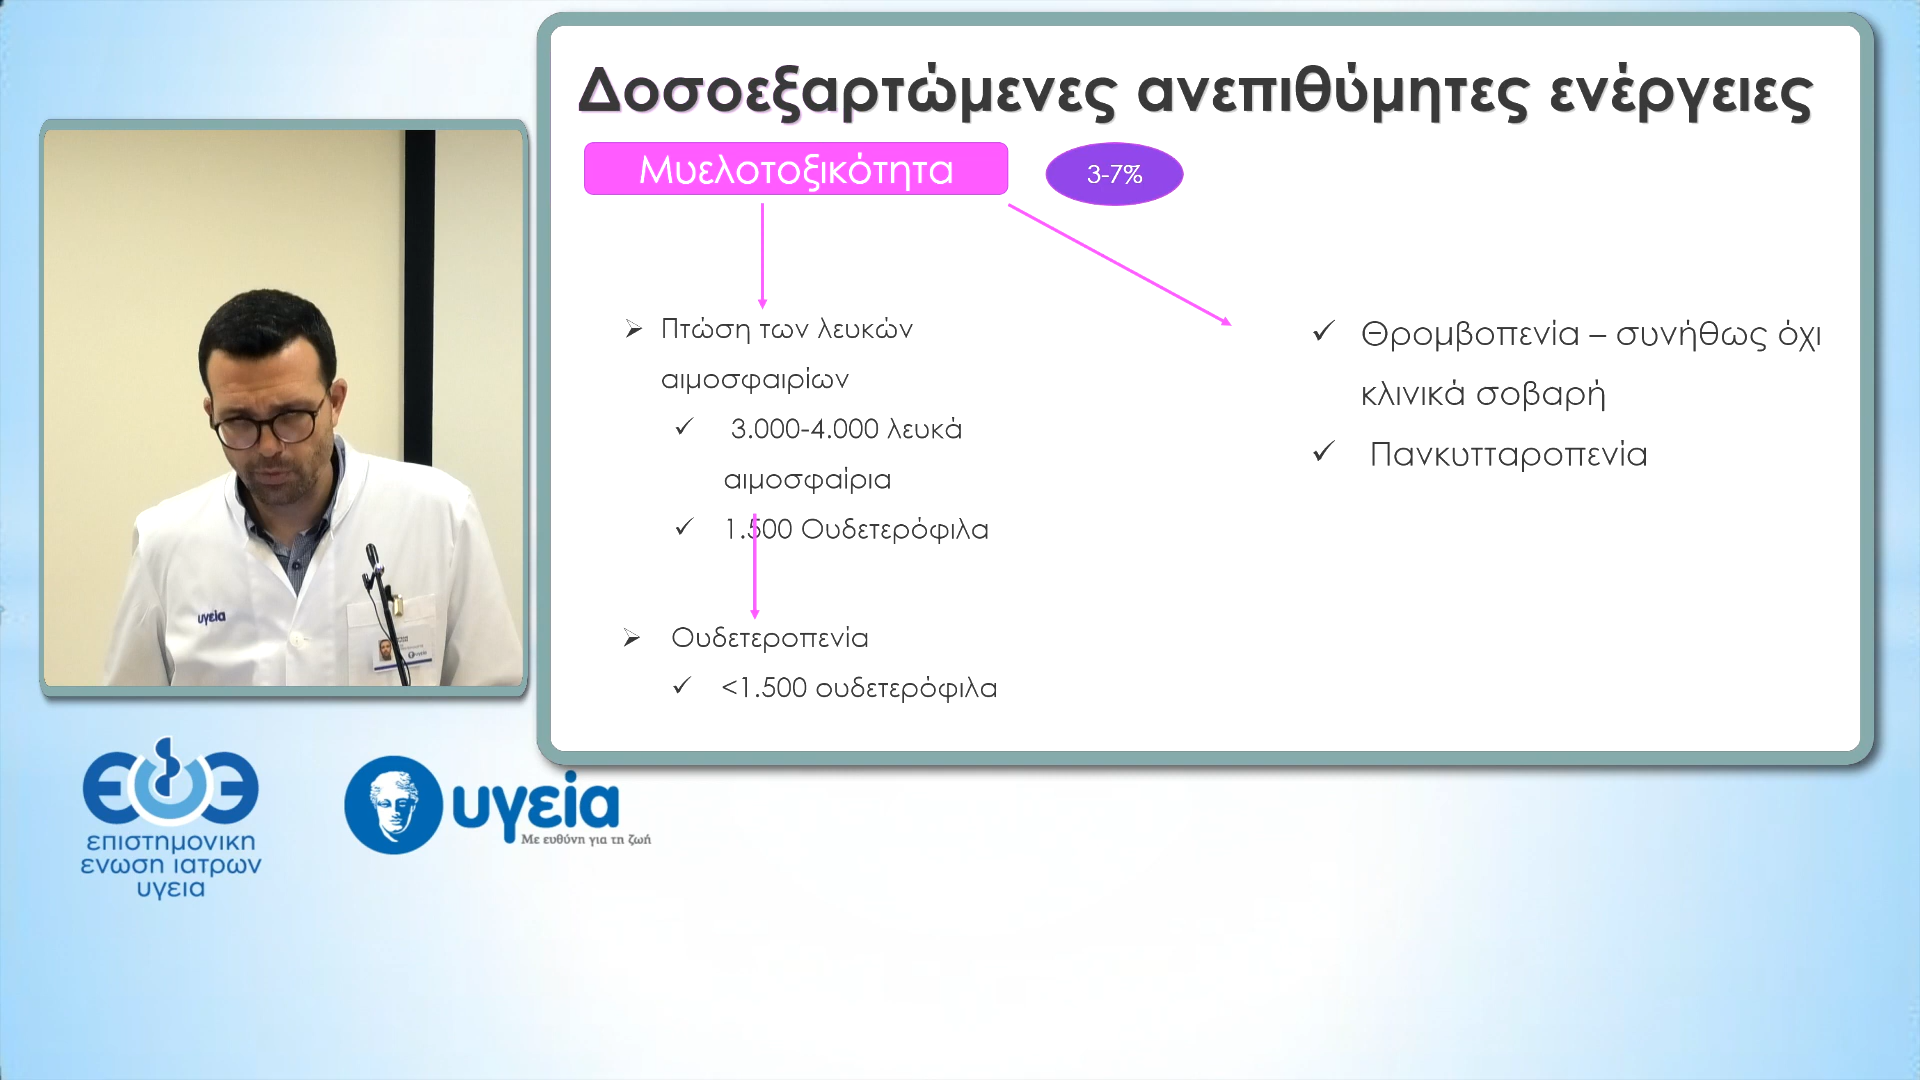 Δοσοεξαρτώμενες ανεπιθύμητες ενέργειες
Μυελοτοξικότητα
3-7%
Πτώση των λευκών
αιμοσφαιρίων
3.000-4.000 λευκά
αιμοσφαίρια
1.500 Ουδετερόφιλα
Ουδετεροπενία
<1.500 ουδετερόφιλα
Θρομβοπενία – συνήθως όχι
κλινικά σοβαρή
Πανκυτταροπενία
υγεία
επιστημονικη
ενωση ιατρων
υγεια
υγεία
Με ευθύνη για τη ζωή